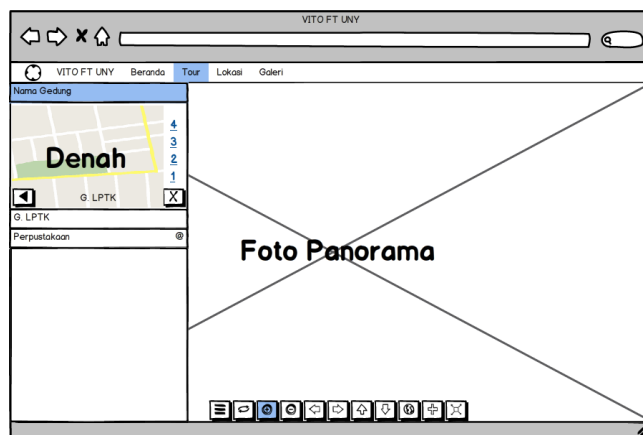 VITO FT UNY
VITO FT UNY Beranda Tour Lokasi Galeri
Nama Gedung
4
3
2
1
Denah
G. LPTK
X
G. LPTK
Perpustakaan @
Foto Panorama